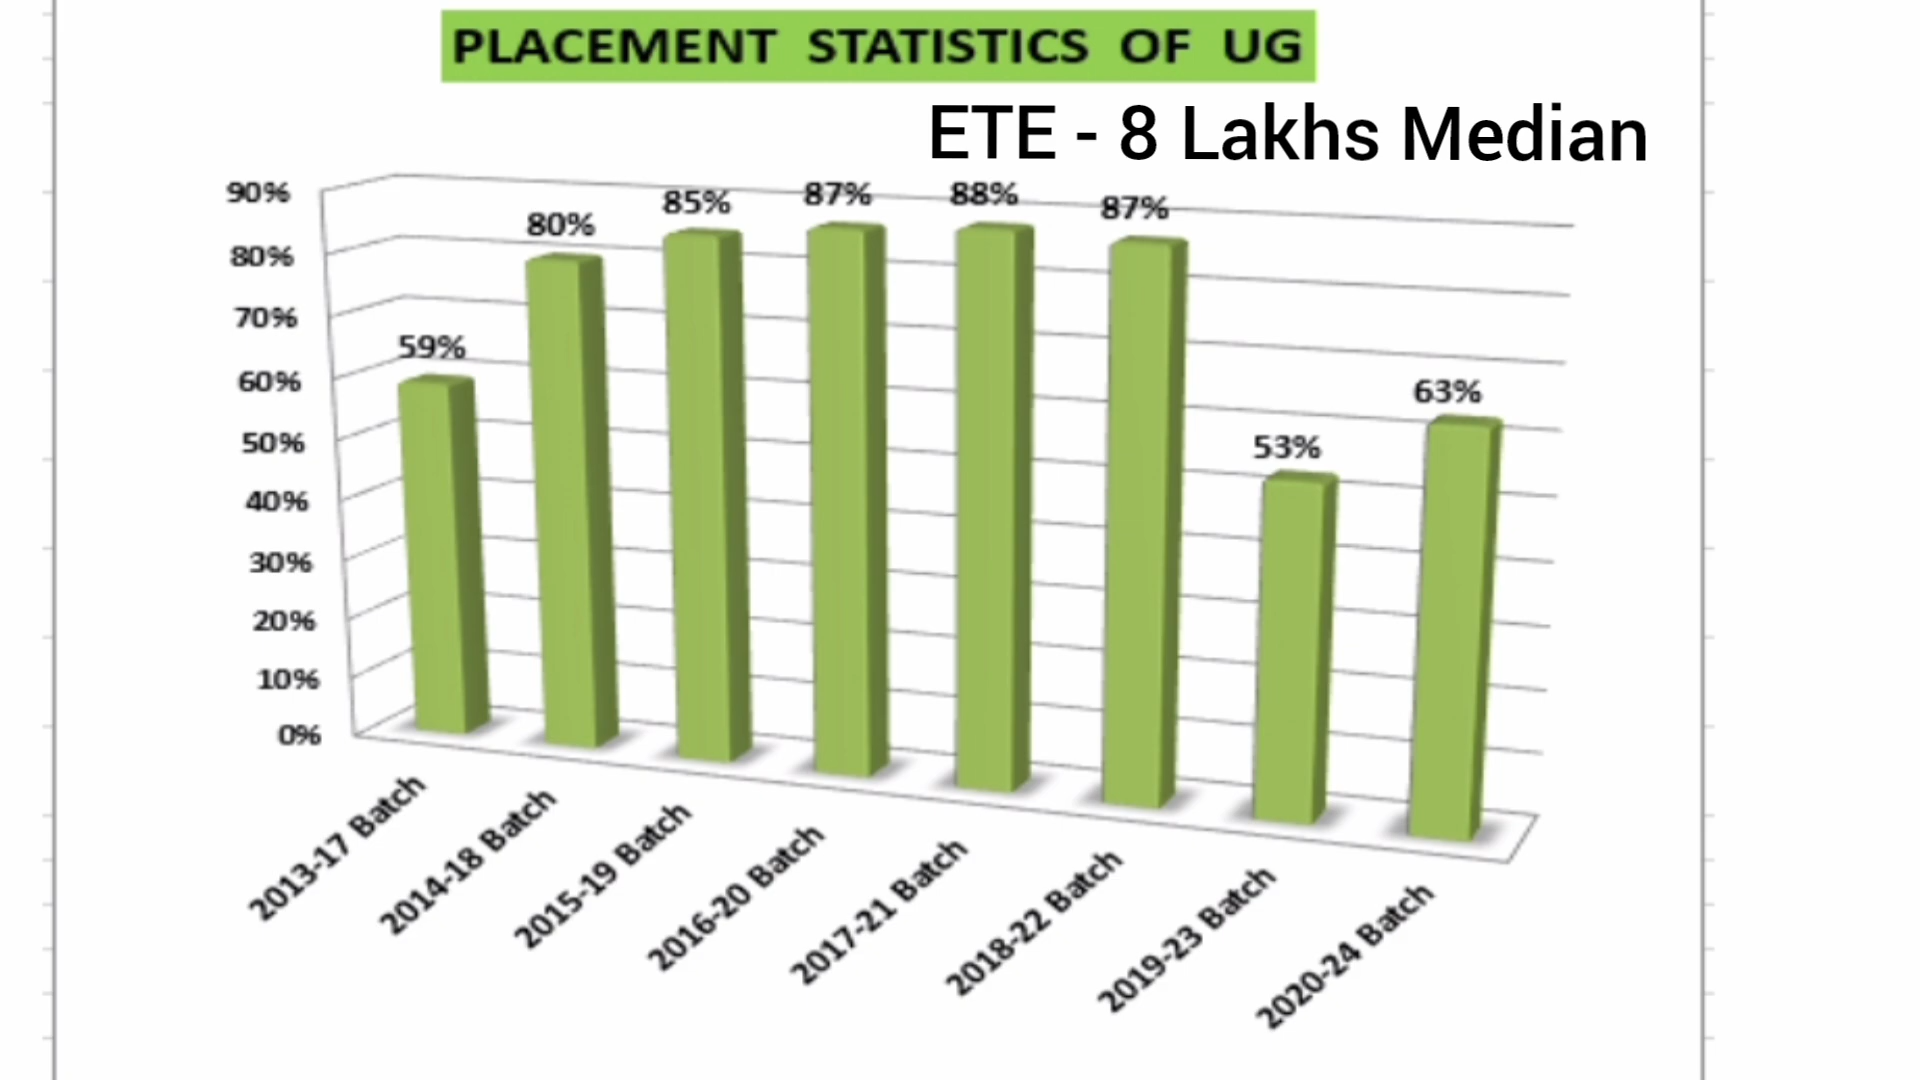 PLACEMENT STATISTICS OF UG
ETE - 8 Lakhs Median
90%
80%
70%
60%
50%
40%
30%
20%
10%
0%
59%
80%
85%
87%
88%
87%
53%
63%
2013-17 Batch
2014-18 Batch
2015-19 Batch
2016-20 Batch
2017-21 Batch
2018-22 Batch
2019-23 Batch
2020-24 Batch